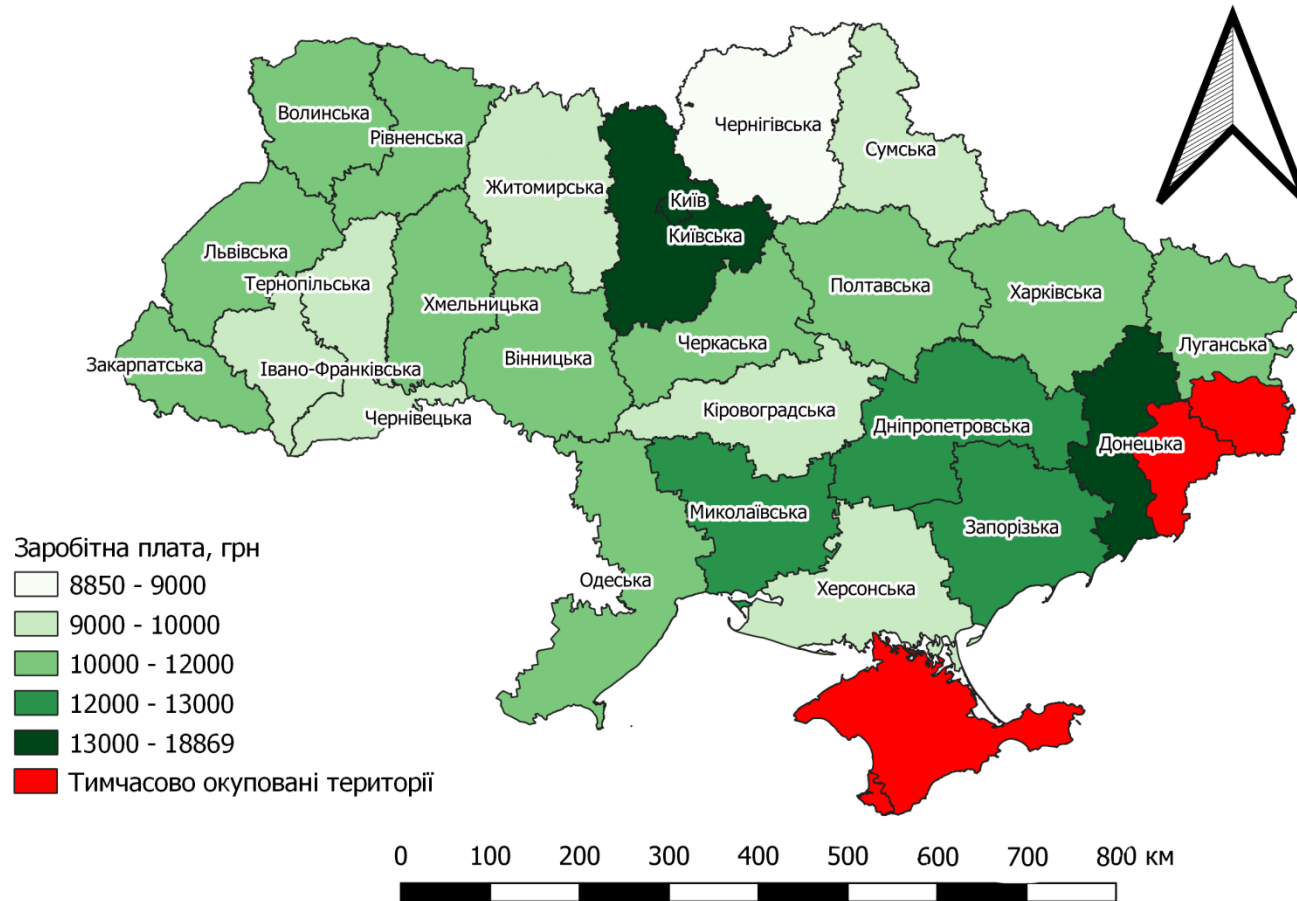 Волинська
Рівненська
Чернігівська
Сумська
Житомирська
Київ
Київська
Львівська
Тернопільська
Хмельницька
Полтавська
Харківська
Закарпатська
Івано-Франківська
Вінницька
Черкаська
Луганська
Чернівецька
Кіровоградська
Дніпропетровська
Донецька
Миколаївська
Запорізька
Одеська
Херсонська
Заробітна плата, грн
8850 - 9000
9000 - 10000
10000 - 12000
12000 - 13000
13000 - 18869
Тимчасово окуповані території
0 100 200 300 400 500 600 700 800 км